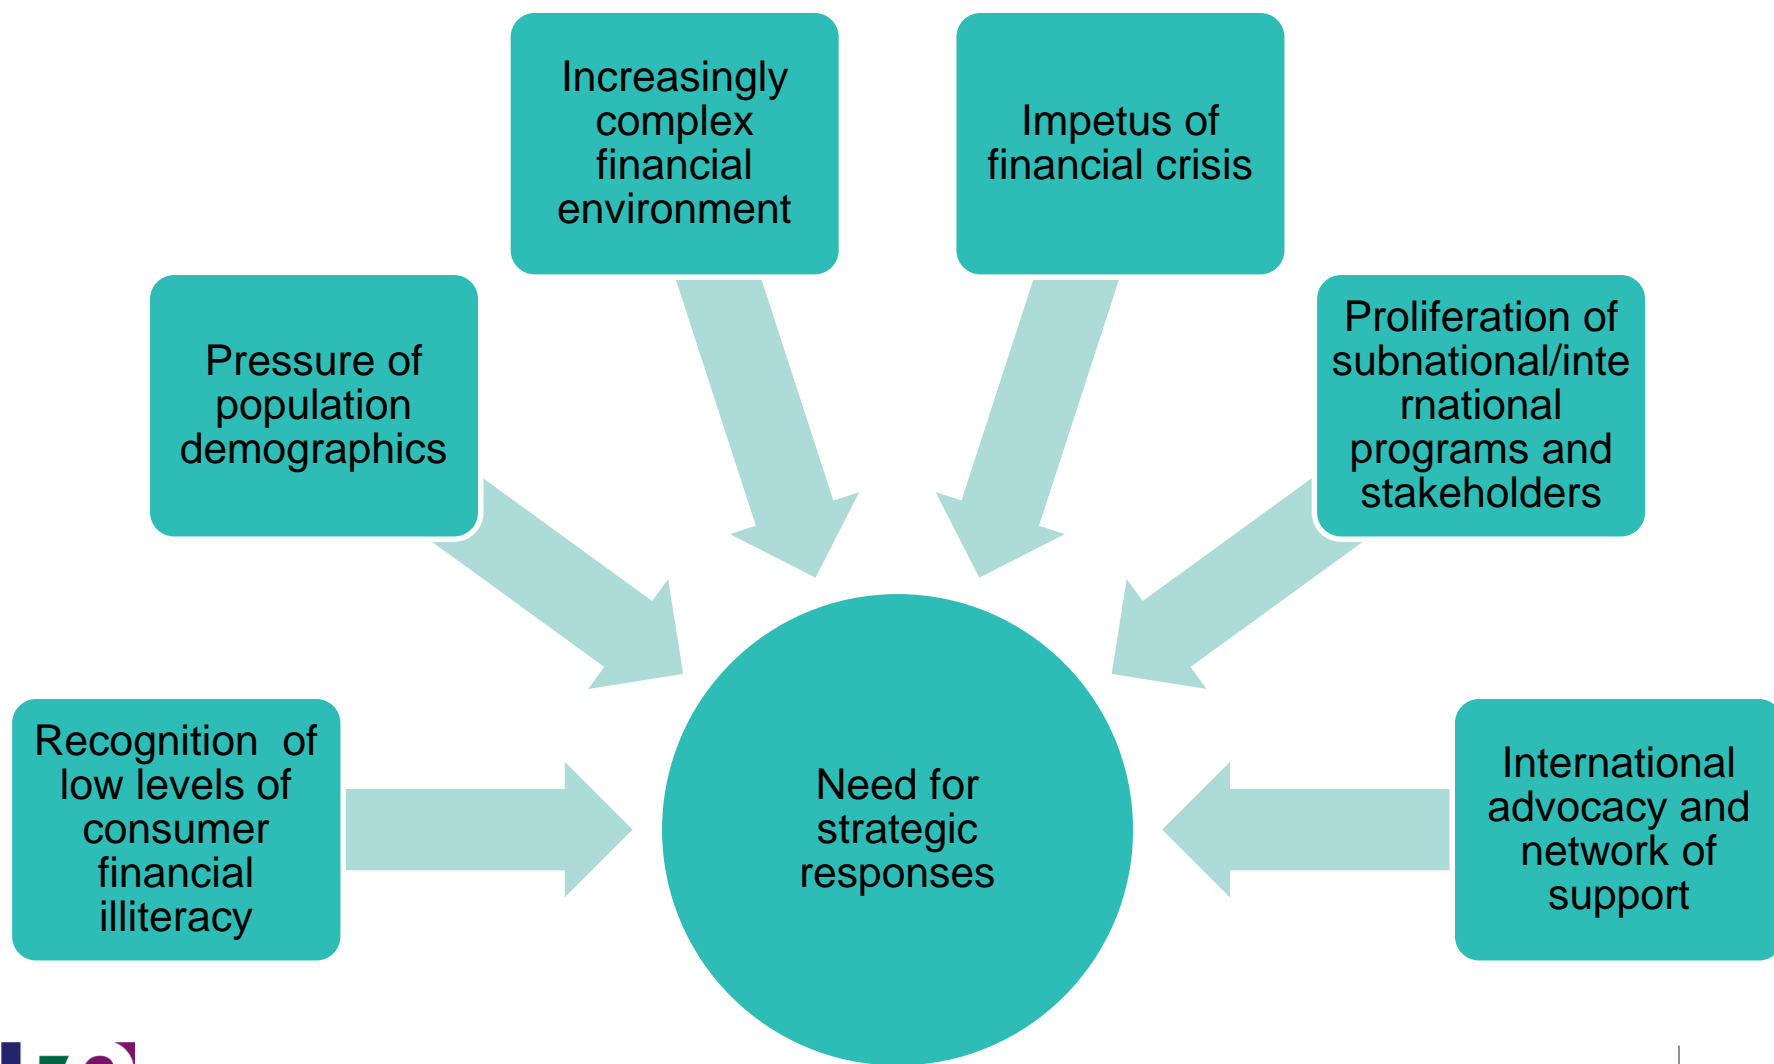 Increasingly
complex
financial
environment
Impetus of
financial crisis
Pressure of
population
demographics
Proliferation of
subnational/inte
rnational
programs and
stakeholders
Recognition  of
low levels of
consumer
financial
illiteracy
Need for
strategic
responses
International
advocacy and
network of
support